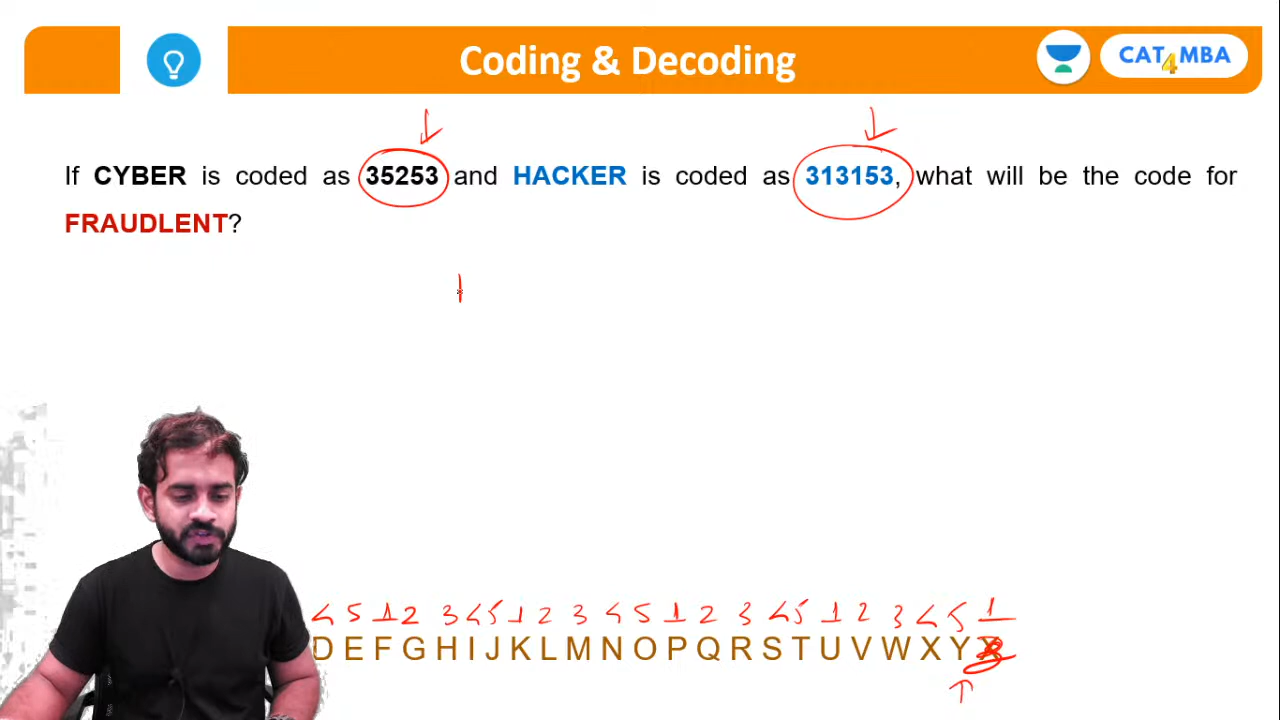 Coding & Decoding
CAT4MBA
If CYBER is coded as 35253 and HACKER is coded as 313153, what will be the code for
FRAUDLENT?
4 5 1 2 3 4 5 1 2 3 4 5 1 2 3 4 5 1 2 3 4 5 1
D E F G H I J K L M N O P Q R S T U V W X Y